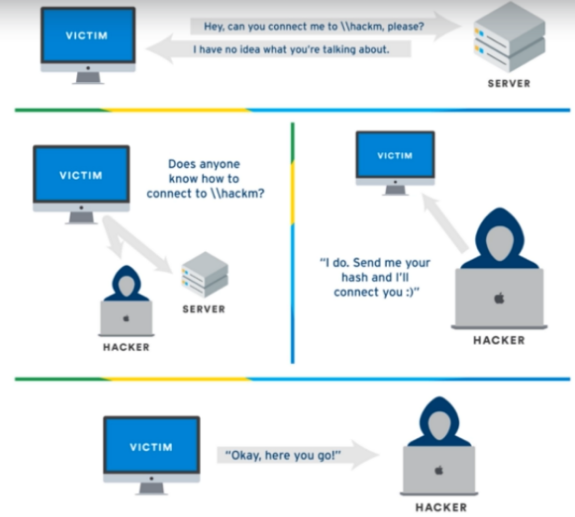 VICTIM
Hey, can you connect me to \\hackm, please?
I have no idea what you're talking about.
SERVER
VICTIM
Does anyone
know how to
connect to \\hackm?
SERVER
HACKER
VICTIM
"I do. Send me your
hash and I'll
connect you :)"
HACKER
VICTIM
"Okay, here you go!"
HACKER